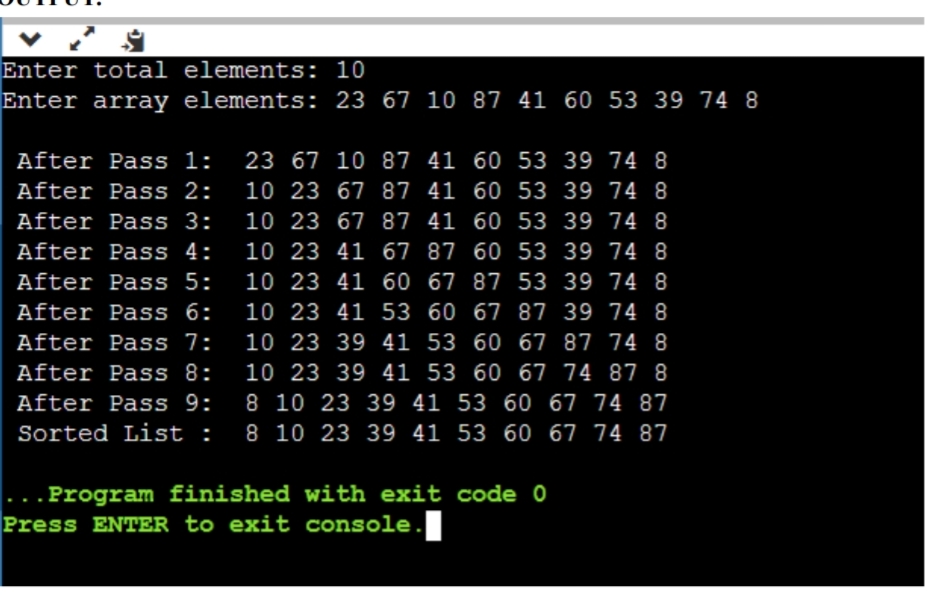 OUTPUT:
Enter total elements: 10
Enter array elements: 23 67 10 87 41 60 53 39 74 8
After Pass 1: 23 67 10 87 41 60 53 39 74 8
After Pass 2: 10 23 67 87 41 60 53 39 74 8
After Pass 3: 10 23 67 87 41 60 53 39 74 8
After Pass 4: 10 23 41 67 87 60 53 39 74 8
After Pass 5: 10 23 41 60 67 87 53 39 74 8
After Pass 6: 10 23 41 53 60 67 87 39 74 8
After Pass 7: 10 23 39 41 53 60 67 87 74 8
After Pass 8: 10 23 39 41 53 60 67 74 87 8
After Pass 9: 8 10 23 39 41 53 60 67 74 87
Sorted List : 8 10 23 39 41 53 60 67 74 87
...Program finished with exit code 0
Press ENTER to exit console.